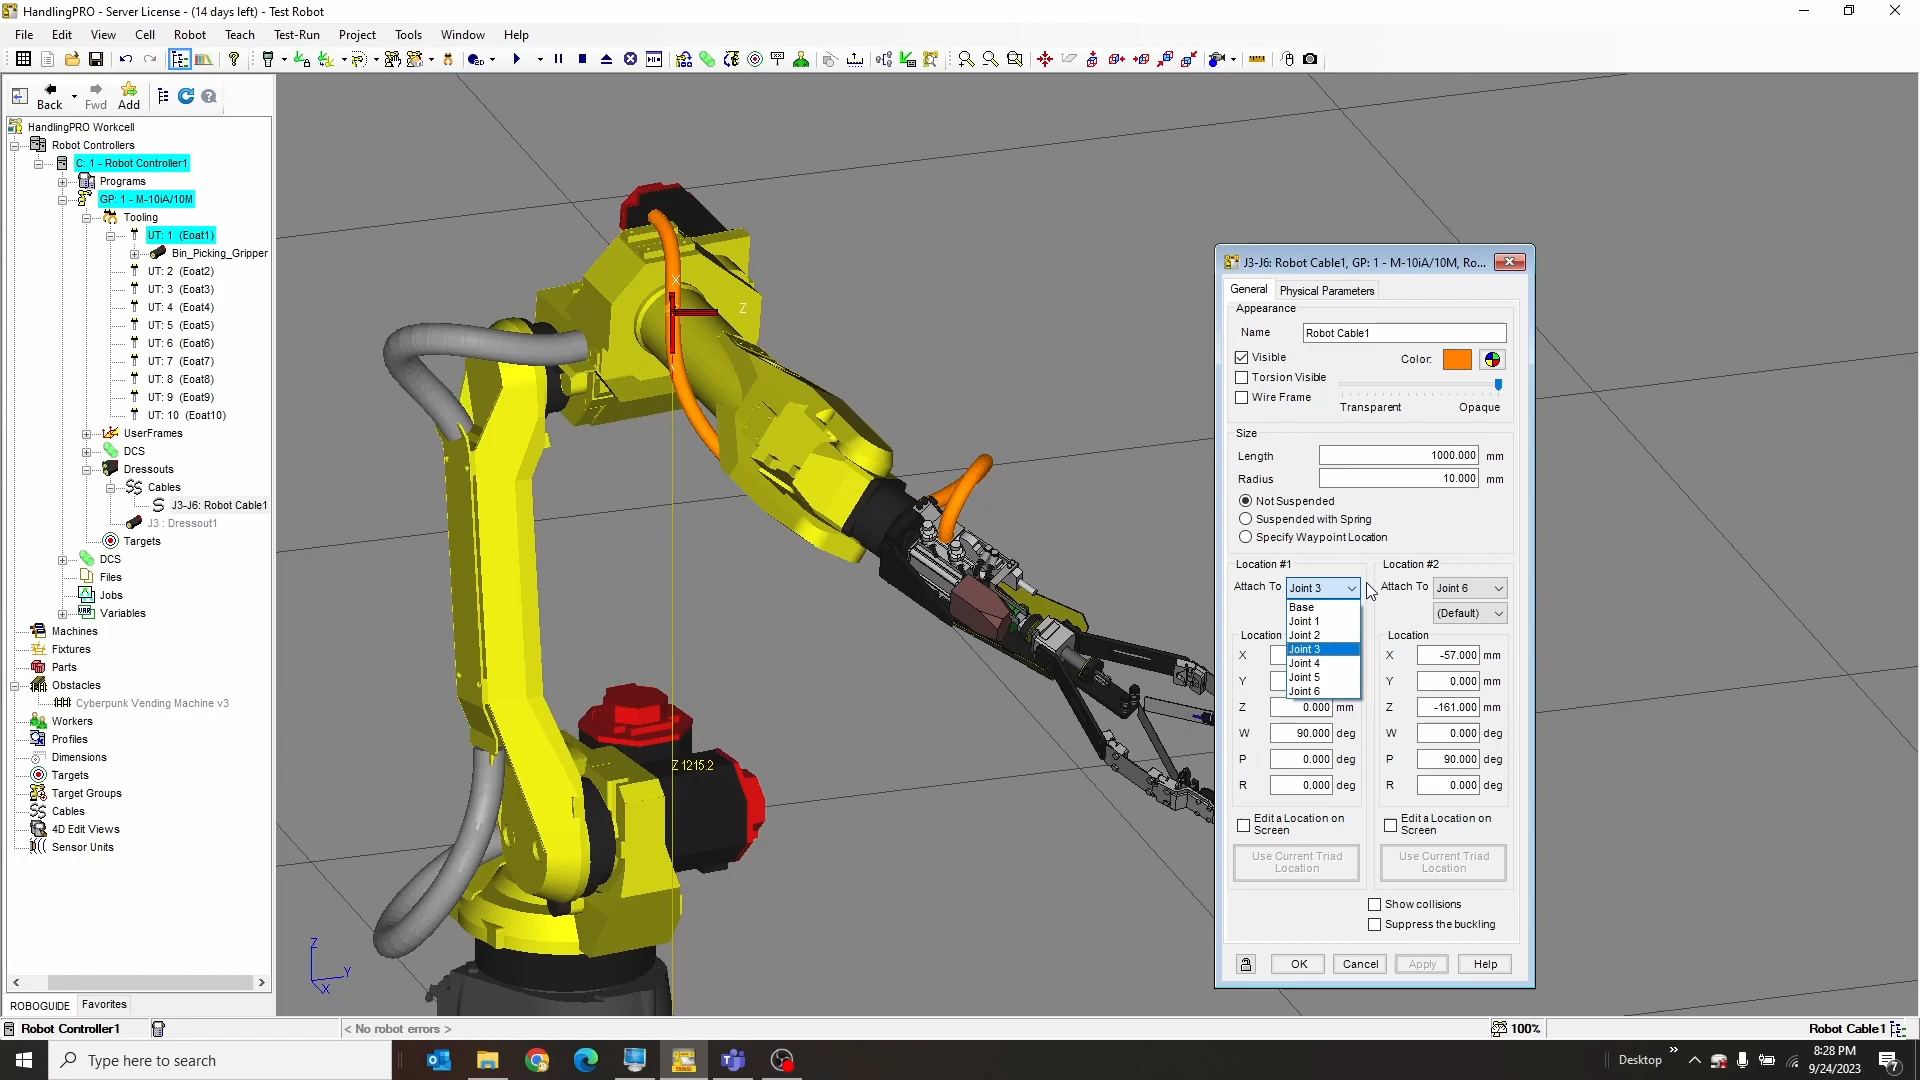 HandlingPRO - Server License - (14 days left) - Test Robot
File Edit View Cell Robot Teach Test-Run Project Tools Window Help
Back Fwd Add
HandlingPRO Workcell
Robot Controllers
C: 1 - Robot Controller1
Programs
GP: 1 - M-10iA/10M
Tooling
UT: 1 (Eoat1)
Bin_Picking_Gripper
UT: 2 (Eoat2)
UT: 3 (Eoat3)
UT: 4 (Eoat4)
UT: 5 (Eoat5)
UT: 6 (Eoat6)
UT: 7 (Eoat7)
UT: 8 (Eoat8)
UT: 9 (Eoat9)
UT: 10 (Eoat10)
UserFrames
DCS
Dressouts
Cables
J3-J6: Robot Cable1
J3 : Dressout1
Targets
DCS
Files
Jobs
Variables
Machines
Fixtures
Parts
Obstacles
Cyberpunk Vending Machine v3
Workers
Profiles
Dimensions
Targets
Target Groups
Cables
4D Edit Views
Sensor Units
ROBOGUIDE Favorites
X
Z
Z 1215.2
Z
Y
X
J3-J6: Robot Cable1, GP: 1 - M-10iA/10M, Ro...
General Physical Parameters
Appearance
Name Robot Cable1
Visible Color:
Torsion Visible
Wire Frame
Transparent Opaque
Size
Length 1000.000 mm
Radius 10.000 mm
Not Suspended
Suspended with Spring
Specify Waypoint Location
Location #1 Location #2
Attach To Joint 3 Attach To Joint 6
Base (Default)
Joint 1
Joint 2
Joint 3
Joint 4
Joint 5
Joint 6
Location Location
X X -57.000 mm
Y Y 0.000 mm
Z 0.000 mm Z -161.000 mm
W 90.000 deg W 0.000 deg
P 0.000 deg P 90.000 deg
R 0.000 deg R 0.000 deg
Edit a Location on Screen Edit a Location on Screen
Use Current Triad Location Use Current Triad Location
Show collisions
Suppress the buckling
OK Cancel Apply Help
Robot Controller1 < No robot errors > 100% Robot Cable1
Type here to search
Desktop
8:28 PM
9/24/2023
7